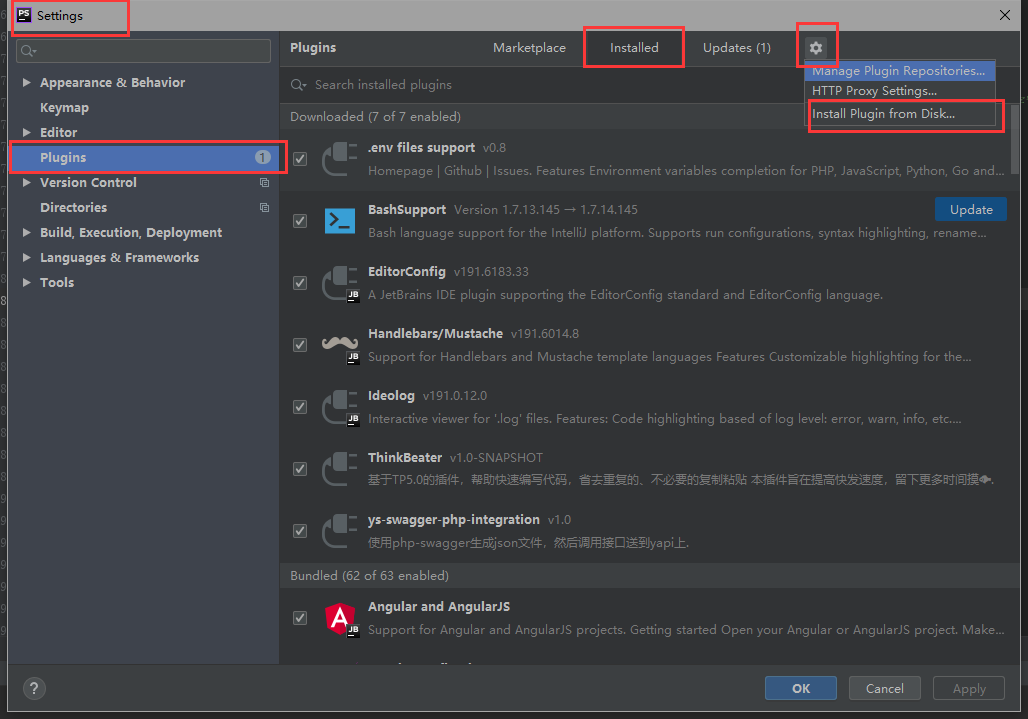 PS Settings
Plugins Marketplace Installed Updates (1)
Manage Plugin Repositories...
HTTP Proxy Settings...
Install Plugin from Disk...
Appearance & Behavior
Keymap
Editor
Plugins 1
Version Control
Directories
Build, Execution, Deployment
Languages & Frameworks
Tools
Search installed plugins
Downloaded (7 of 7 enabled)
.env files support v0.8
Homepage | Github | Issues. Features Environment variables completion for PHP, JavaScript, Python, Go and...
BashSupport Version 1.7.13.145 → 1.7.14.145
Update
Bash language support for the IntelliJ platform. Supports run configurations, syntax highlighting, rename...
EditorConfig v191.6183.33
JB
A JetBrains IDE plugin supporting the EditorConfig standard and EditorConfig language.
Handlebars/Mustache v191.6014.8
JB
Support for Handlebars and Mustache template languages Features Customizable highlighting for the...
Ideolog v191.0.12.0
JB
Interactive viewer for '.log' files. Features: Code highlighting based of log level: error, warn, info, etc....
ThinkBeater v1.0-SNAPSHOT
基于TP5.0的插件，帮助快速编写代码，省去重复的、不必要的复制粘贴 本插件旨在提高快发速度，留下更多时间摸🐟.
ys-swagger-php-integration v1.0
使用php-swagger生成json文件，然后调用接口送到yapi上.
Bundled (62 of 63 enabled)
Angular and AngularJS
JB
Support for Angular and AngularJS projects. Getting started Open your Angular or AngularJS project. Make...
? OK Cancel Apply